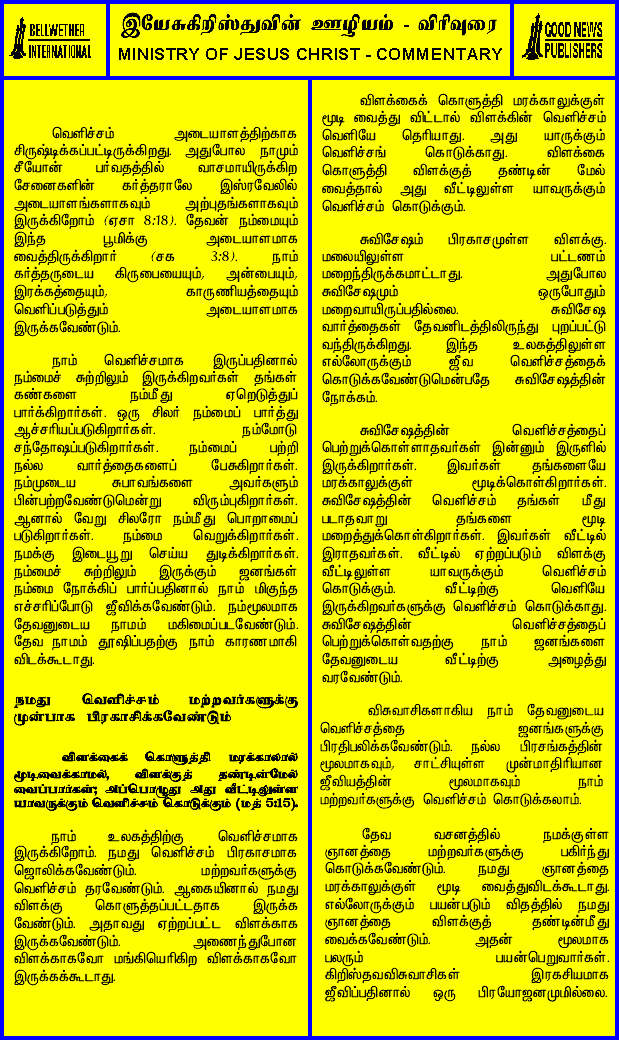 BELLWETHER
INTERNATIONAL
இயேசுகிறிஸ்துவின் ஊழியம் - விரிவுரை
MINISTRY OF JESUS CHRIST - COMMENTARY
GOOD NEWS
PUBLISHERS
வெளிச்சம் அடையாளத்திற்காக
சிருஷ்டிக்கப்பட்டிருக்கிறது. அதுபோல நாமும்
சீயோன் பர்வதத்தில் வாசமாயிருக்கிற
சேனைகளின் கர்த்தராலே இஸ்ரவேலில்
அடையாளங்களாகவும் அற்புதங்களாகவும்
இருக்கிறோம் (ஏசா 8:18). தேவன் நம்மையும்
இந்த பூமிக்கு அடையாளமாக
வைத்திருக்கிறார் (சக 3:8). நாம்
கர்த்தருடைய கிருபையையும், அன்பையும்,
இரக்கத்தையும், காருணியத்தையும்
வெளிப்படுத்தும் அடையாளமாக
இருக்கவேண்டும்.
நாம் வெளிச்சமாக இருப்பதினால்
நம்மைச் சுற்றிலும் இருக்கிறவர்கள் தங்கள்
கண்களை நம்மீது ஏறெடுத்துப்
பார்க்கிறார்கள். ஒரு சிலர் நம்மைப் பார்த்து
ஆச்சரியப்படுகிறார்கள். நம்மோடு
சந்தோஷப்படுகிறார்கள். நம்மைப் பற்றி
நல்ல வார்த்தைகளைப் பேசுகிறார்கள்.
நம்முடைய சுபாவங்களை அவர்களும்
பின்பற்றவேண்டுமென்று விரும்புகிறார்கள்.
ஆனால் வேறு சிலரோ நம்மீது பொறாமைப்
படுகிறார்கள். நம்மை வெறுக்கிறார்கள்.
நமக்கு இடையூறு செய்ய துடிக்கிறார்கள்.
நம்மைச் சுற்றிலும் இருக்கும் ஜனங்கள்
நம்மை நோக்கிப் பார்ப்பதினால் நாம் மிகுந்த
எச்சரிப்போடு ஜீவிக்கவேண்டும். நம்மூலமாக
தேவனுடைய நாமம் மகிமைப்படவேண்டும்.
தேவ நாமம் தூஷிப்பதற்கு நாம் காரணமாகி
விடக்கூடாது.
நமது வெளிச்சம் மற்றவர்களுக்கு
முன்பாக பிரகாசிக்கவேண்டும்
விளக்கைக் கொளுத்தி மரக்காலால்
மூடிவைக்காமல், விளக்குத் தண்டின்மேல்
வைப்பார்கள்; அப்பொழுது அது வீட்டிலுள்ள
யாவருக்கும் வெளிச்சம் கொடுக்கும் (மத் 5:15).
நாம் உலகத்திற்கு வெளிச்சமாக
இருக்கிறோம். நமது வெளிச்சம் பிரகாசமாக
ஜொலிக்கவேண்டும். மற்றவர்களுக்கு
வெளிச்சம் தரவேண்டும். ஆகையினால் நமது
விளக்கு கொளுத்தப்பட்டதாக இருக்க
வேண்டும். அதாவது ஏற்றப்பட்ட விளக்காக
இருக்கவேண்டும். அணைந்துபோன
விளக்காகவோ மங்கியெரிகிற விளக்காகவோ
இருக்கக்கூடாது.
விளக்கைக் கொளுத்தி மரக்காலுக்குள்
மூடி வைத்து விட்டால் விளக்கின் வெளிச்சம்
வெளியே தெரியாது. அது யாருக்கும்
வெளிச்சங் கொடுக்காது. விளக்கை
கொளுத்தி விளக்குத் தண்டின் மேல்
வைத்தால் அது வீட்டிலுள்ள யாவருக்கும்
வெளிச்சம் கொடுக்கும்.
சுவிசேஷம் பிரகாசமுள்ள விளக்கு.
மலையிலுள்ள பட்டணம்
மறைந்திருக்கமாட்டாது. அதுபோல
சுவிசேஷமும் ஒருபோதும்
மறைவாயிருப்பதில்லை. சுவிசேஷ
வார்த்தைகள் தேவனிடத்திலிருந்து புறப்பட்டு
வந்திருக்கிறது. இந்த உலகத்திலுள்ள
எல்லோருக்கும் ஜீவ வெளிச்சத்தைக்
கொடுக்கவேண்டுமென்பதே சுவிசேஷத்தின்
நோக்கம்.
சுவிசேஷத்தின் வெளிச்சத்தைப்
பெற்றுக்கொள்ளாதவர்கள் இன்னும் இருளில்
இருக்கிறார்கள். இவர்கள் தங்களையே
மரக்காலுக்குள் மூடிக்கொள்கிறார்கள்.
சுவிசேஷத்தின் வெளிச்சம் தங்கள் மீது
படாதவாறு தங்களை மூடி
மறைத்துக்கொள்கிறார்கள். இவர்கள் வீட்டில்
இராதவர்கள். வீட்டில் ஏற்றப்படும் விளக்கு
வீட்டிலுள்ள யாவருக்கும் வெளிச்சம்
கொடுக்கும். வீட்டிற்கு வெளியே
இருக்கிறவர்களுக்கு வெளிச்சம் கொடுக்காது.
சுவிசேஷத்தின் வெளிச்சத்தைப்
பெற்றுக்கொள்வதற்கு நாம் ஜனங்களை
தேவனுடைய வீட்டிற்கு அழைத்து
வரவேண்டும்.
விசுவாசிகளாகிய நாம் தேவனுடைய
வெளிச்சத்தை ஜனங்களுக்கு
பிரதிபலிக்கவேண்டும். நல்ல பிரசங்கத்தின்
மூலமாகவும், சாட்சியுள்ள முன்மாதிரியான
ஜீவியத்தின் மூலமாகவும் நாம்
மற்றவர்களுக்கு வெளிச்சம் கொடுக்கலாம்.
தேவ வசனத்தில் நமக்குள்ள
ஞானத்தை மற்றவர்களுக்கு பகிர்ந்து
கொடுக்கவேண்டும். நமது ஞானத்தை
மரக்காலுக்குள் மூடி வைத்துவிடக்கூடாது.
எல்லோருக்கும் பயன்படும் விதத்தில் நமது
ஞானத்தை விளக்குத் தண்டின்மீது
வைக்கவேண்டும். அதன் மூலமாக
பலரும் பயன்பெறுவார்கள்.
கிறிஸ்தவவிசுவாசிகள் இரகசியமாக
ஜீவிப்பதினால் ஒரு பிரயோஜனமுமில்லை.